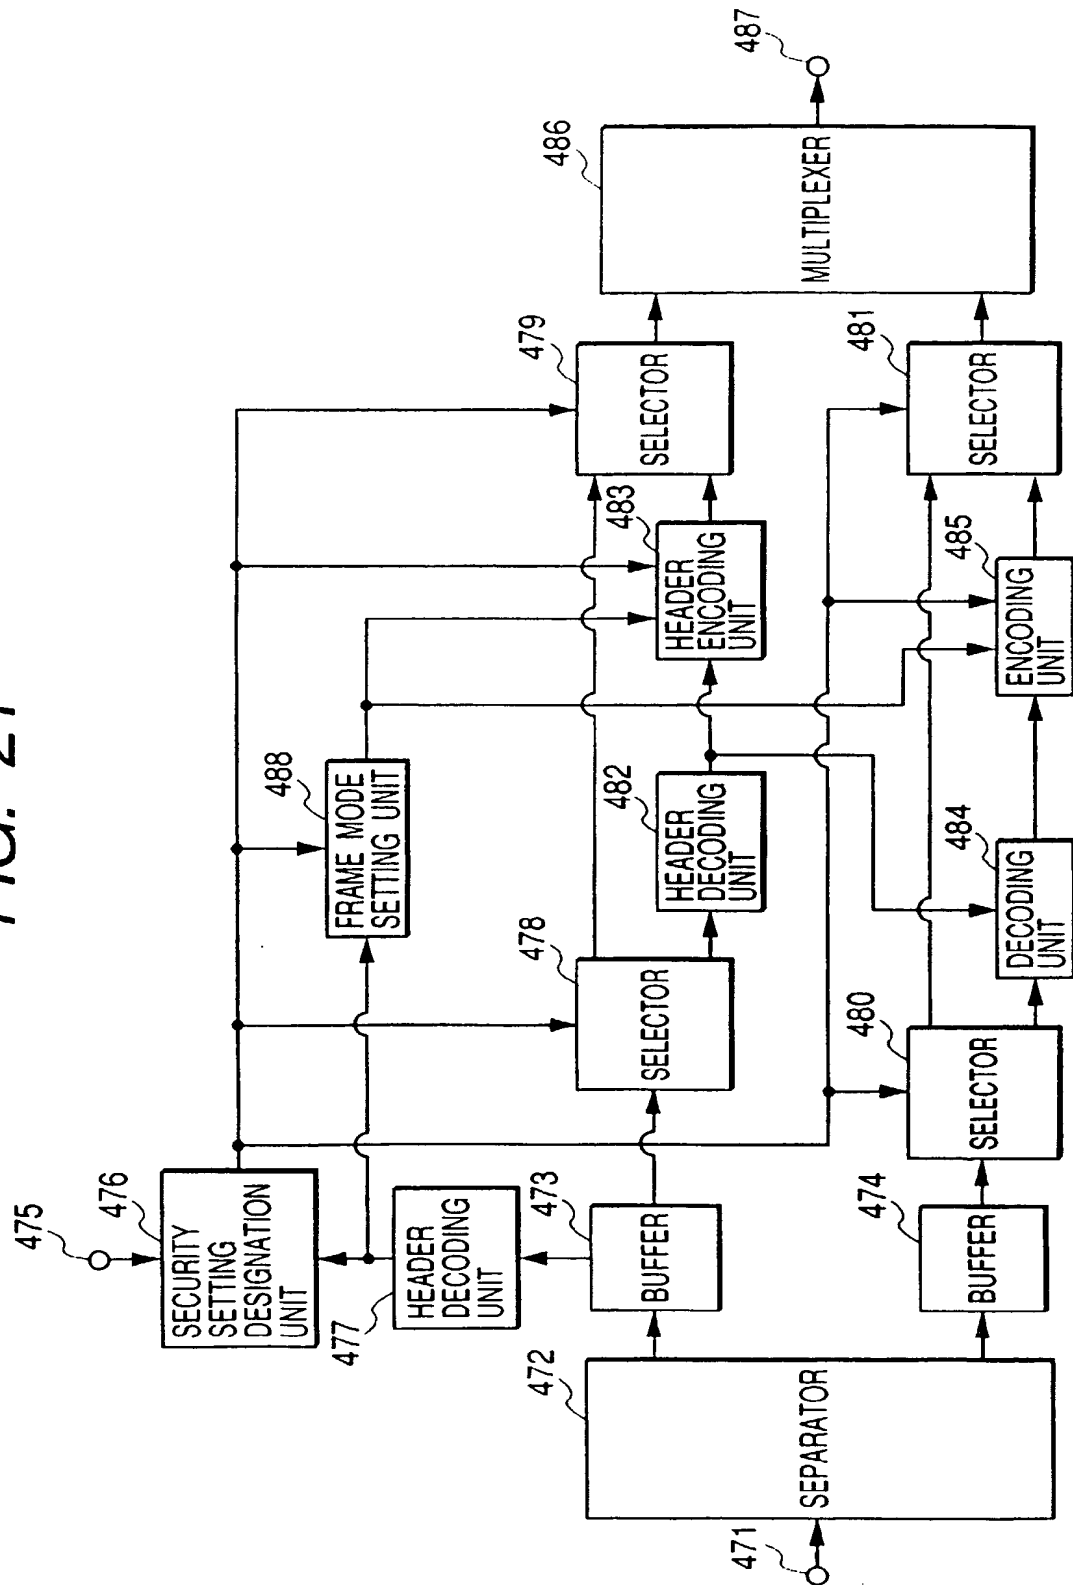 FIG. 21
475
476
SECURITY
SETTING
DESIGNATION
UNIT
477
HEADER
DECODING
UNIT
488
FRAME MODE
SETTING UNIT
471
472
SEPARATOR
473
BUFFER
474
BUFFER
478
SELECTOR
480
SELECTOR
482
HEADER
DECODING
UNIT
484
DECODING
UNIT
483
HEADER
ENCODING
UNIT
485
ENCODING
UNIT
479
SELECTOR
481
SELECTOR
486
MULTIPLEXER
487